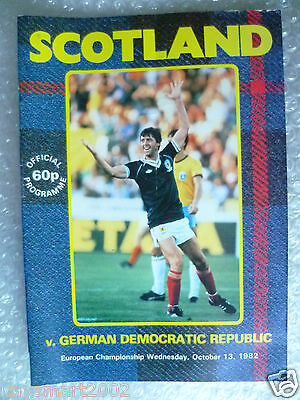 SCOTLAND
OFFICIAL
60p
PROGRAMME
v. GERMAN DEMOCRATIC REPUBLIC
European Championship Wednesday, October 13, 1982